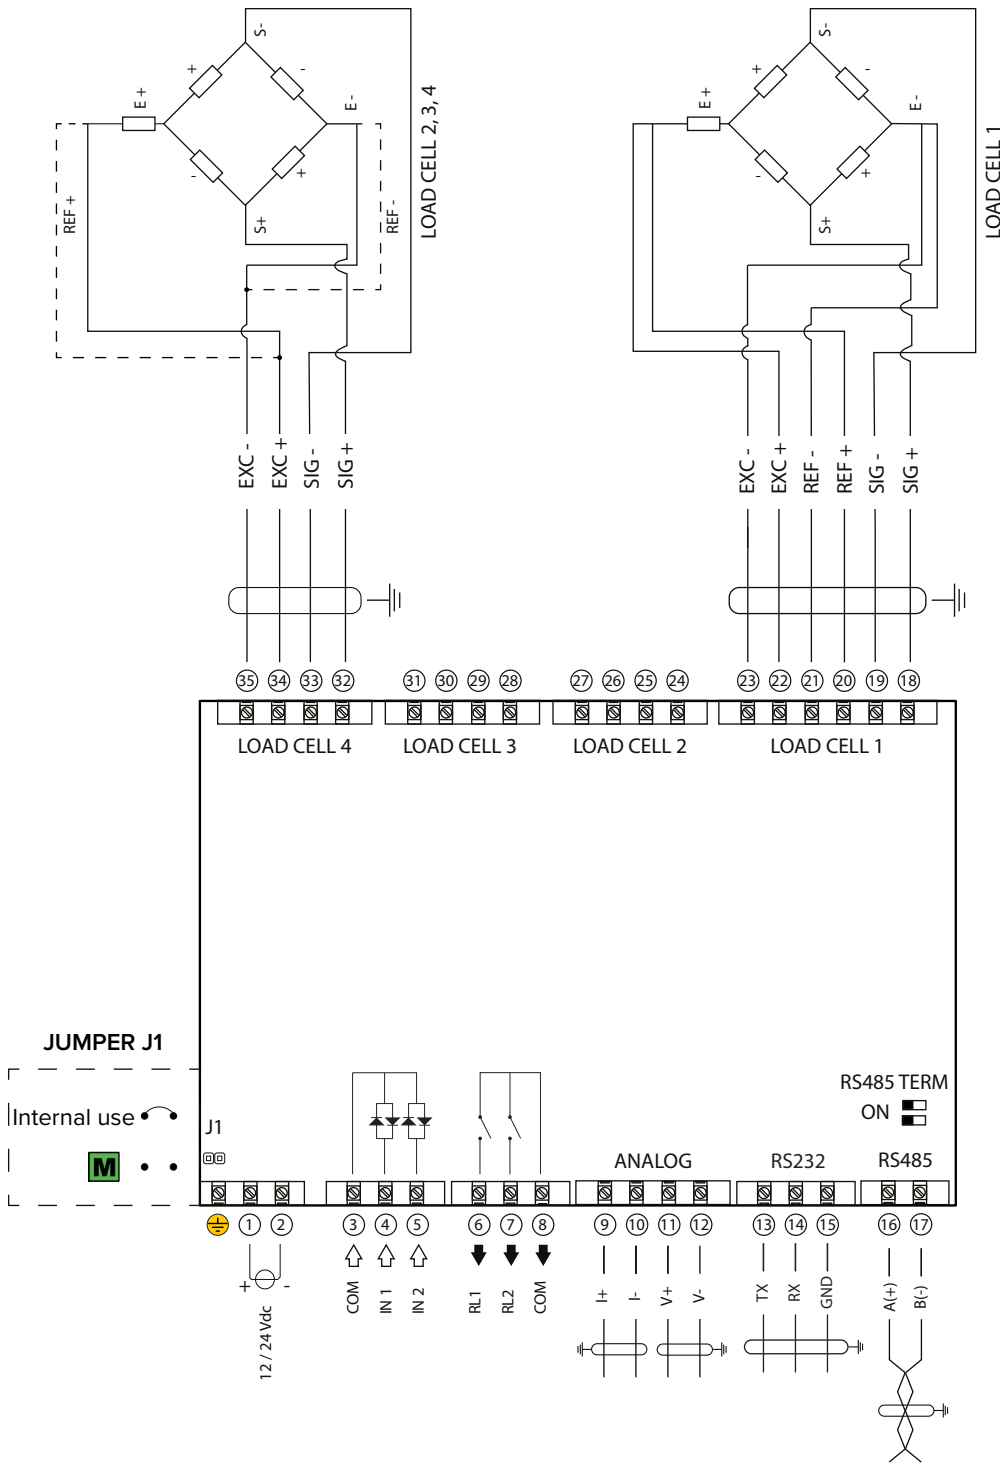 S-
S-
+
-
+
-
E +
E -
E +
E -
-
+
-
+
REF +
S+
REF -
LOAD CELL 2, 3, 4
S+
LOAD CELL 1
EXC -
EXC +
SIG -
SIG +
EXC -
EXC +
REF -
REF +
SIG -
SIG +
35 34 33 32 31 30 29 28 27 26 25 24 23 22 21 20 19 18
LOAD CELL 4
LOAD CELL 3
LOAD CELL 2
LOAD CELL 1
JUMPER J1
Internal use
M
J1
RS485 TERM
ON
ANALOG
RS232
RS485
1 2 3 4 5 6 7 8 9 10 11 12 13 14 15 16 17
+ -
12 / 24 Vdc
COM
IN 1
IN 2
RL1
RL2
COM
I+
I-
V+
V-
TX
RX
GND
A(+)
B(-)